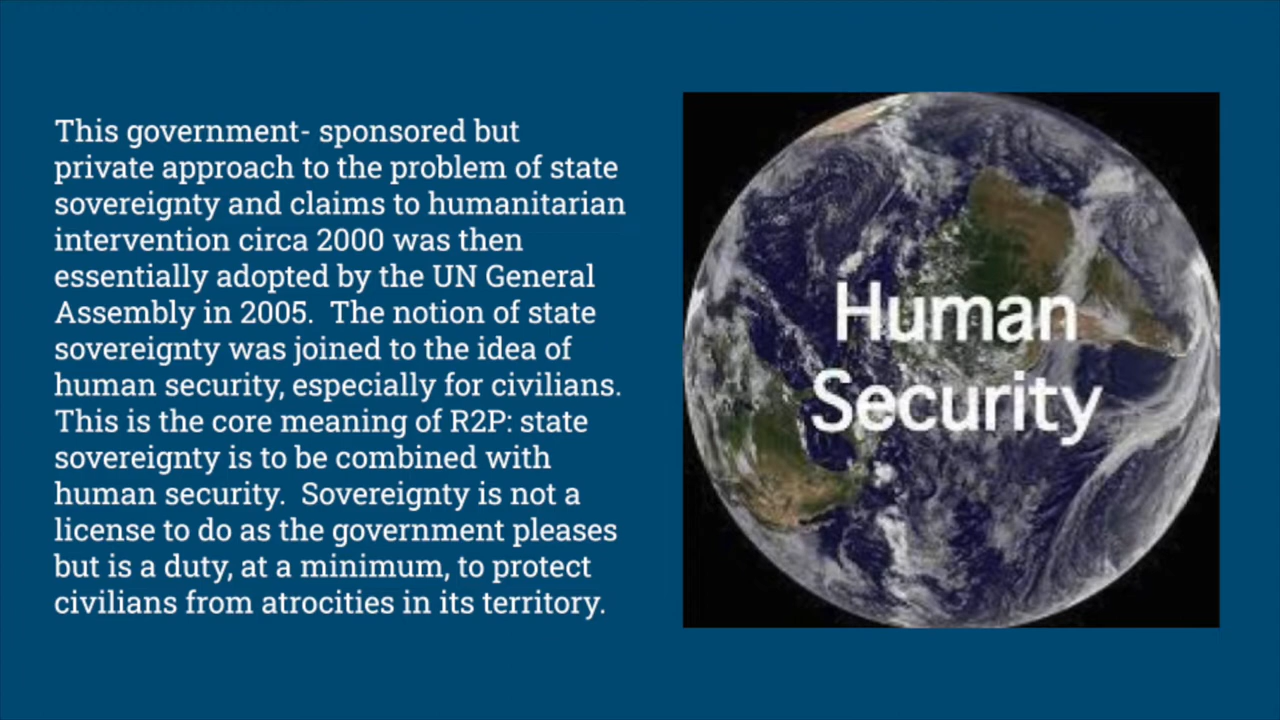 This government- sponsored but
private approach to the problem of state
sovereignty and claims to humanitarian
intervention circa 2000 was then
essentially adopted by the UN General
Assembly in 2005.  The notion of state
sovereignty was joined to the idea of
human security, especially for civilians.
This is the core meaning of R2P: state
sovereignty is to be combined with
human security.  Sovereignty is not a
license to do as the government pleases
but is a duty, at a minimum, to protect
civilians from atrocities in its territory.
Human
Security